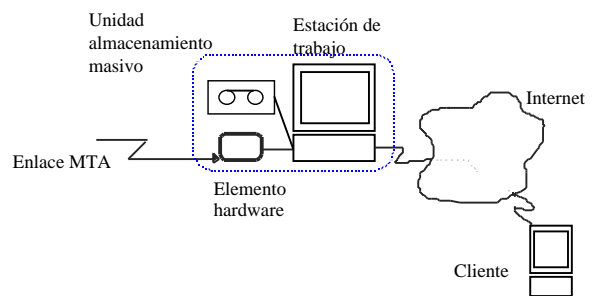 Unidad
almacenamiento
masivo
Estación de
trabajo
Internet
Enlace MTA
Elemento
hardware
Cliente